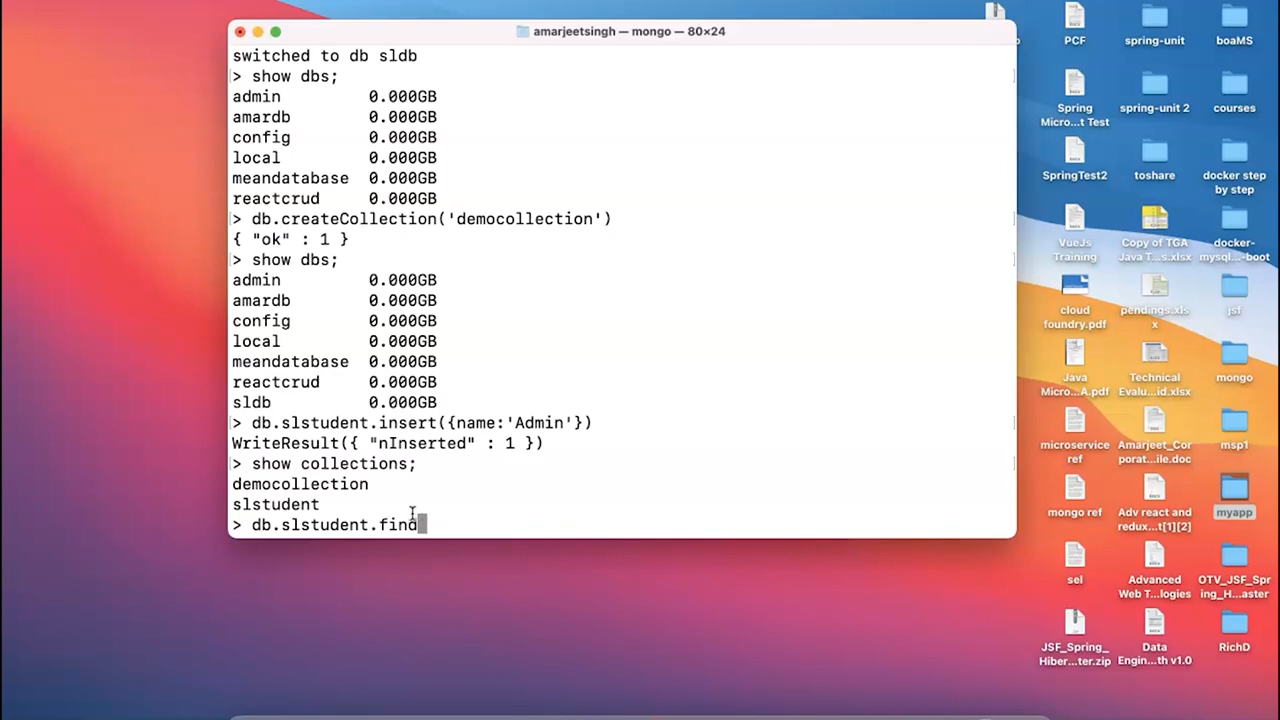 amarjeetsingh — mongo — 80×24
switched to db sldb
> show dbs;
admin 0.000GB
amardb 0.000GB
config 0.000GB
local 0.000GB
meandatabase 0.000GB
reactcrud 0.000GB
> db.createCollection('democollection')
{ "ok" : 1 }
> show dbs;
admin 0.000GB
amardb 0.000GB
config 0.000GB
local 0.000GB
meandatabase 0.000GB
reactcrud 0.000GB
sldb 0.000GB
> db.slstudent.insert({name:'Admin'})
WriteResult({ "nInserted" : 1 })
> show collections;
democollection
slstudent
> db.slstudent.find
PCF
spring-unit
boaMS
Spring
Micro...t Test
spring-unit 2
courses
SpringTest2
toshare
docker step
by step
VueJs
Training
Copy of TGA
Java T...s.xlsx
docker-
mysql...-boot
cloud
foundry.pdf
pendings.xls
x
jsf
Java
Micro...A.pdf
Technical
Evalu...id.xlsx
mongo
microservice
ref
Amarjeet_Cor
porat...ile.doc
msp1
mongo ref
Adv react and
redux...t[1][2]
myapp
sel
Advanced
Web T...logies
OTV_JSF_Spr
ing_H...aster
JSF_Spring_
Hiber...ter.zip
Data
Engin...th v1.0
RichD